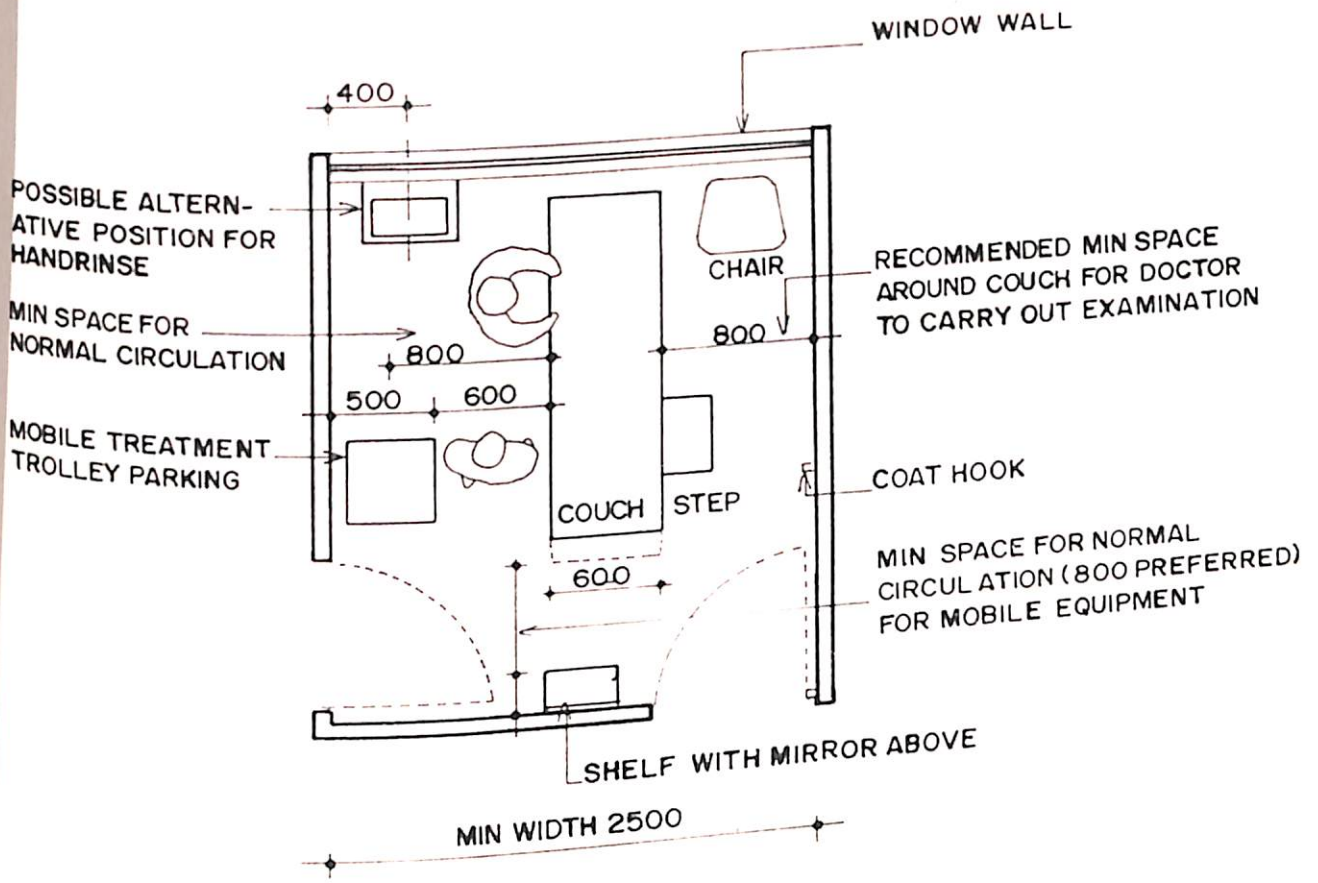 WINDOW WALL
400
POSSIBLE ALTERN-
ATIVE POSITION FOR
HANDRINSE
CHAIR
RECOMMENDED MIN SPACE
AROUND COUCH FOR DOCTOR
TO CARRY OUT EXAMINATION
MIN SPACE FOR
NORMAL CIRCULATION
800
800
500
600
MOBILE TREATMENT
TROLLEY PARKING
COUCH
STEP
COAT HOOK
600
MIN SPACE FOR NORMAL
CIRCULATION (800 PREFERRED)
FOR MOBILE EQUIPMENT
SHELF WITH MIRROR ABOVE
MIN WIDTH 2500